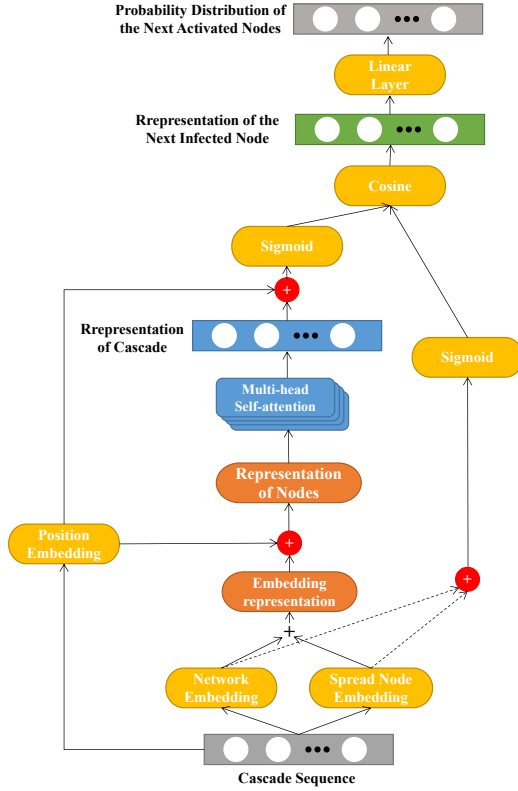 Probability Distribution of
the Next Activated Nodes
Linear
Layer
Rrepresentation of the
Next Infected Node
Cosine
Sigmoid
+
Rrepresentation
of Cascade
Sigmoid
Multi-head
Self-attention
Representation
of Nodes
Position
Embedding
+
+
Embedding
representation
+
Network
Embedding
Spread Node
Embedding
Cascade Sequence